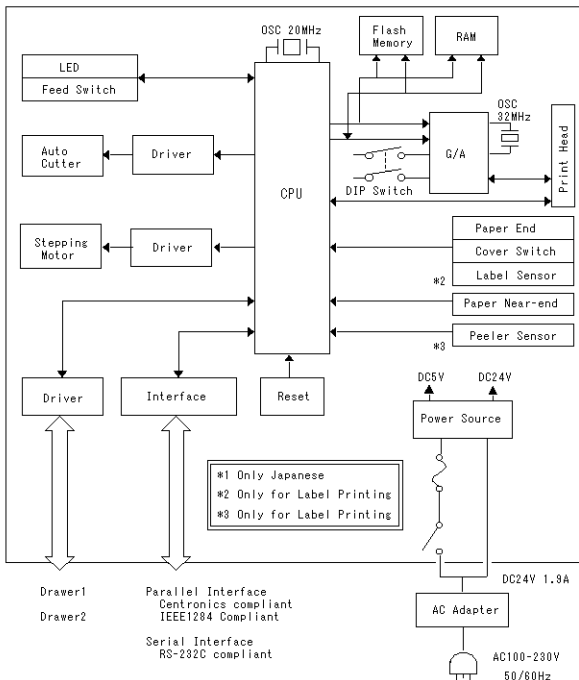 OSC 20MHz
Flash
Memory
RAM
LED
Feed Switch
OSC
32MHz
Auto
Cutter
Driver
G/A
Print Head
DIP Switch
CPU
Paper End
Cover Switch
*2 Label Sensor
Stepping
Motor
Driver
Paper Near-end
*3 Peeler Sensor
DC5V DC24V
Driver
Interface
Reset
Power Source
*1 Only Japanese
*2 Only for Label Printing
*3 Only for Label Printing
DC24V 1.9A
Drawer1
Drawer2
Parallel Interface
Centronics compliant
IEEE1284 Compliant
Serial Interface
RS-232C compliant
AC Adapter
AC100-230V
50/60Hz